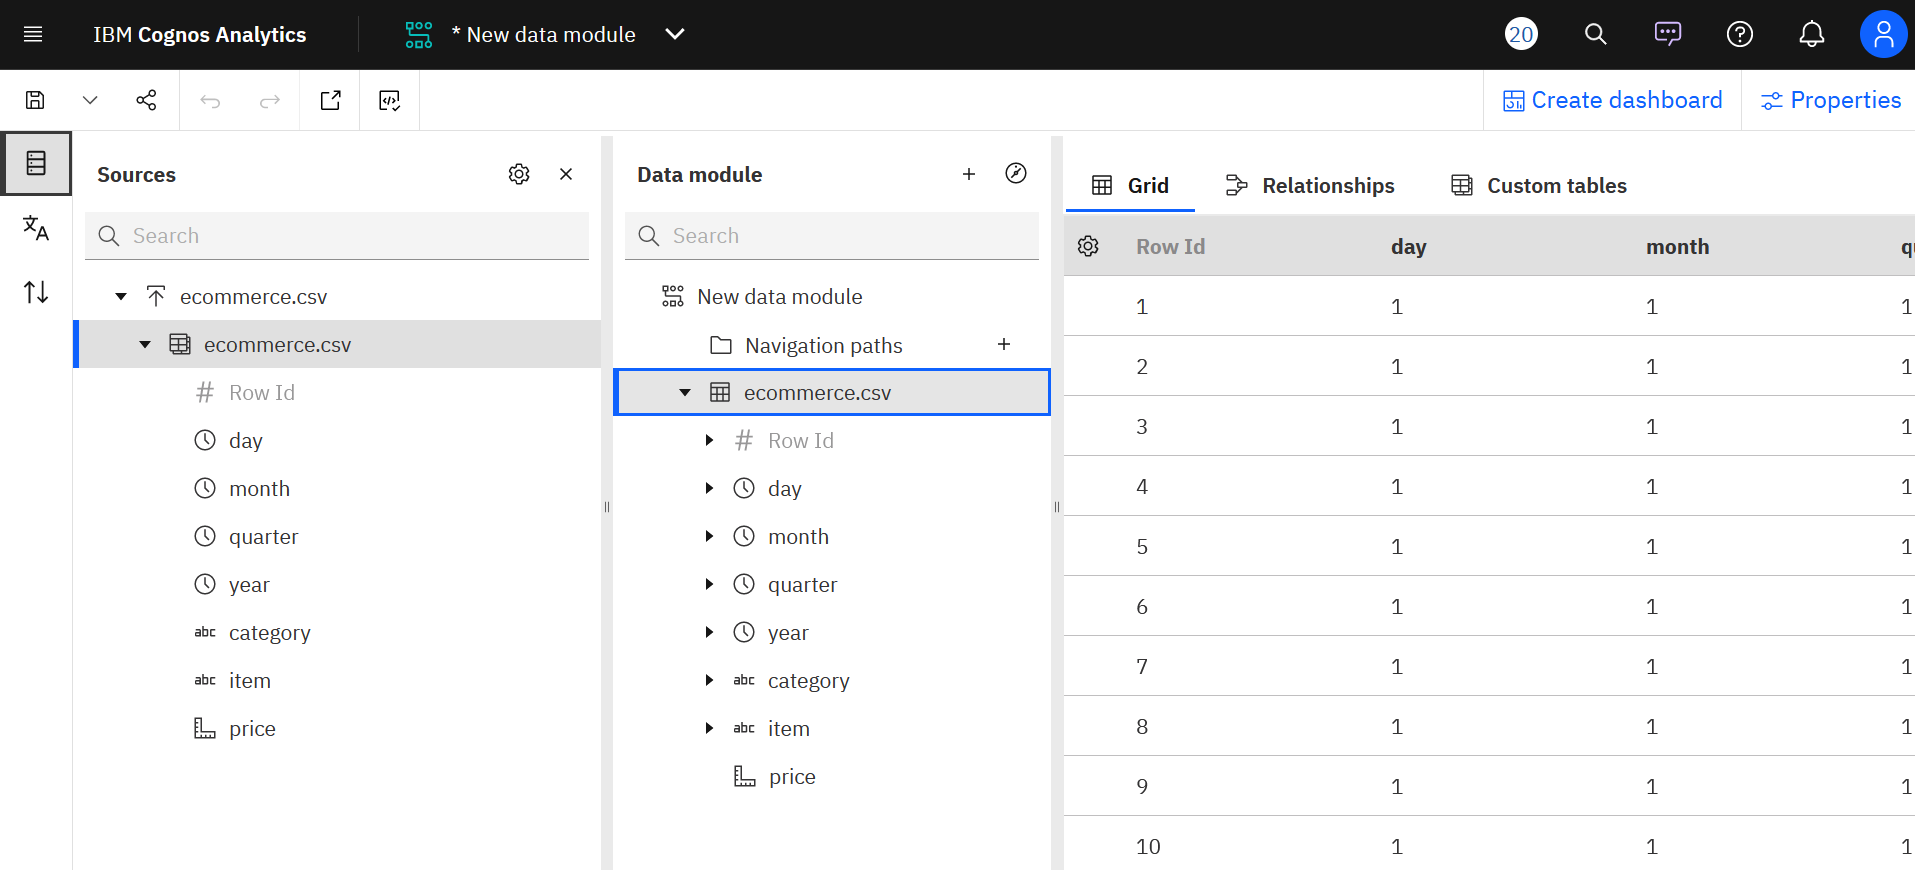 IBM Cognos Analytics
* New data module
20
Create dashboard
Properties
Sources
Search
ecommerce.csv
ecommerce.csv
Row Id
day
month
quarter
year
abc category
abc item
price
Data module
Search
New data module
Navigation paths
ecommerce.csv
Row Id
day
month
quarter
year
abc category
abc item
price
Grid Relationships Custom tables
Row Id day month
1 1 1 1
2 1 1 1
3 1 1 1
4 1 1 1
5 1 1 1
6 1 1 1
7 1 1 1
8 1 1 1
9 1 1 1
10 1 1 1